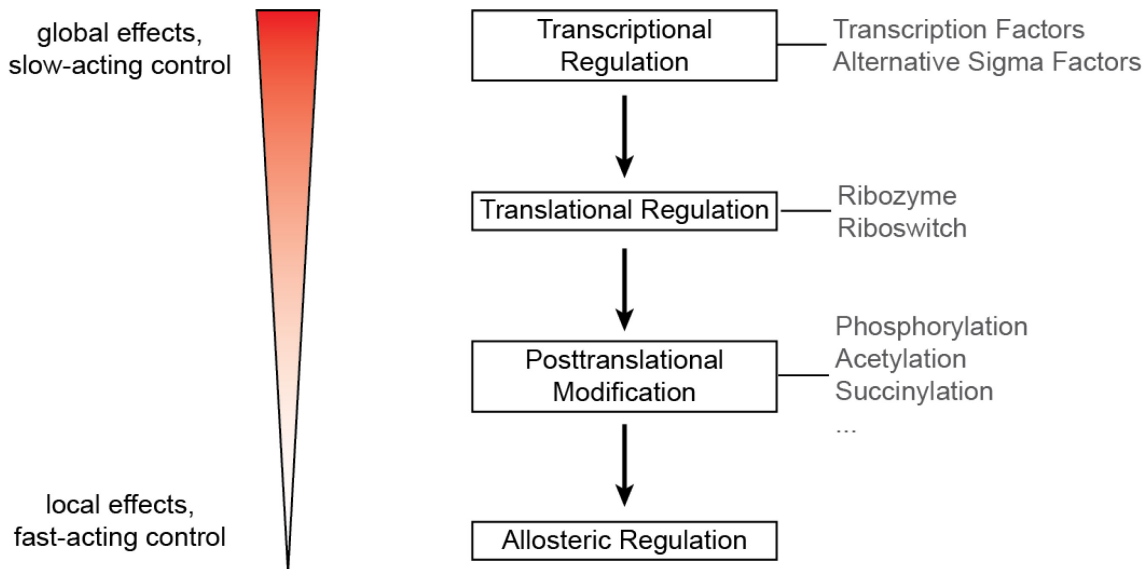 global effects,
slow-acting control
Transcriptional
Regulation
Transcription Factors
Alternative Sigma Factors
Translational Regulation
Ribozyme
Riboswitch
Posttranslational
Modification
Phosphorylation
Acetylation
Succinylation
...
local effects,
fast-acting control
Allosteric Regulation